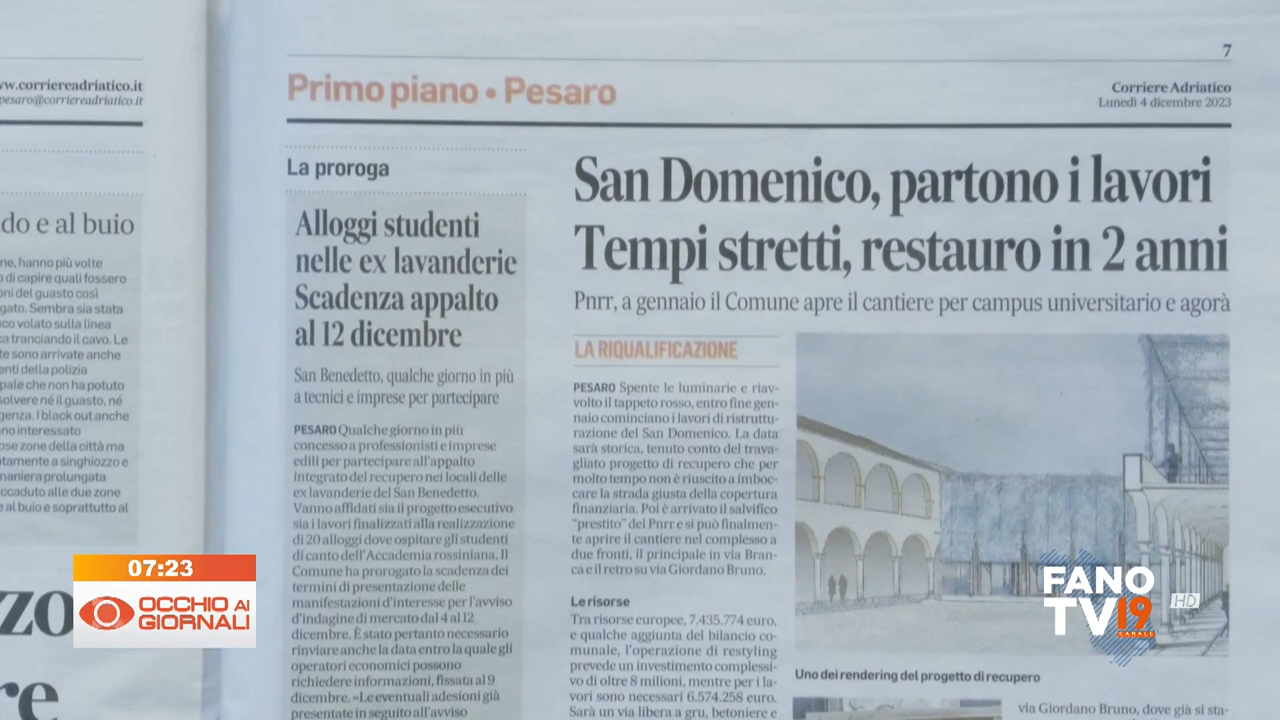 7
Primo piano • Pesaro
Corriere Adriatico
Lunedì 4 dicembre 2023
www.corriereadriatico.it
pesaro@corriereadriatico.it
do e al buio
ne, hanno più volte
o di capire quali fossero
oni del guasto così
gato. Sembra sia stata
co volato sulla linea
a tranciando il cavo. Le
te sono arrivate anche
enti della polizia
pale che non ha potuto
solvere né il guasto, né
genza. I black out anche
no interessato
ose zone della città ma
tamente a singhiozzo e
maniera prolungata
ccaduto alle due zone
e al buio e soprattutto al
zo
re
La proroga
Alloggi studenti
nelle ex lavanderie
Scadenza appalto
al 12 dicembre
San Benedetto, qualche giorno in più
a tecnici e imprese per partecipare
PESARO Qualche giorno in più
concesso a professionisti e imprese
edili per partecipare all'appalto
integrato del recupero nei locali delle
ex lavanderie del San Benedetto.
Vanno affidati sia il progetto esecutivo
sia i lavori finalizzati alla realizzazione
di 20 alloggi dove ospitare gli studenti
di canto dell'Accademia rossiniana. Il
Comune ha prorogato la scadenza dei
termini di presentazione delle
manifestazioni d'interesse per l'avviso
d'indagine di mercato dal 4 al 12
dicembre. È stato pertanto necessario
rinviare anche la data entro la quale gli
operatori economici possono
richiedere informazioni, fissata al 9
dicembre. «Le eventuali adesioni già
presentate in seguito all'avviso
San Domenico, partono i lavori
Tempi stretti, restauro in 2 anni
Pnrr, a gennaio il Comune apre il cantiere per campus universitario e agorà
LA RIQUALIFICAZIONE
PESARO Spente le luminarie e riav-
volto il tappeto rosso, entro fine gen-
naio cominciano i lavori di ristruttu-
razione del San Domenico. La data
sarà storica, tenuto conto del trava-
gliato progetto di recupero che per
molto tempo non è riuscito a imboc-
care la strada giusta della copertura
finanziaria. Poi è arrivato il salvifico
"prestito" del Pnrr e si può finalmen-
te aprire il cantiere nel complesso a
due fronti, il principale in via Bran-
ca e il retro su via Giordano Bruno.
Le risorse
Tra risorse europee, 7.435.774 euro,
e qualche aggiunta del bilancio co-
munale, l'operazione di restyling
prevede un investimento complessi-
vo di oltre 8 milioni, mentre per i la-
vori sono necessari 6.574.258 euro.
Sarà un via libera a gru, betoniere e
Uno dei rendering del progetto di recupero
via Giordano Bruno, dove già si sta-
07:23
OCCHIO AI
GIORNALI
FANO
TV 19 HD
CANALE